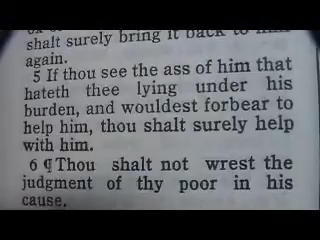 shalt surely bring it back to him
again.
5 If thou see the ass of him that
hateth thee lying under his
burden, and wouldest forbear to
help him, thou shalt surely help
with him.
6 ¶ Thou shalt not wrest the
judgment of thy poor in his
cause.